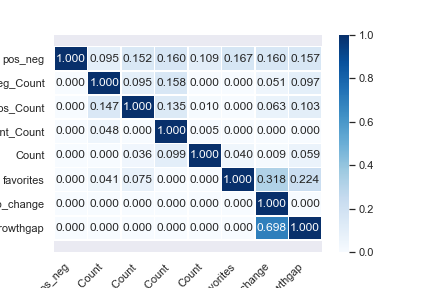 pos_neg 1.000 0.095 0.152 0.160 0.109 0.167 0.160 0.157
eg_Count 0.000 1.000 0.095 0.158 0.000 0.000 0.051 0.097
os_Count 0.000 0.147 1.000 0.135 0.010 0.000 0.063 0.103
nt_Count 0.000 0.048 0.000 1.000 0.005 0.000 0.000 0.000
Count 0.000 0.000 0.036 0.099 1.000 0.040 0.009 0.059
favorites 0.000 0.041 0.075 0.000 0.000 1.000 0.318 0.224
p_change 0.000 0.000 0.000 0.000 0.000 0.000 1.000 0.000
rowthgap 0.000 0.000 0.000 0.000 0.000 0.000 0.698 1.000
os_neg Count Count Count Count vorites change wthgap
1.0
0.8
0.6
0.4
0.2
0.0